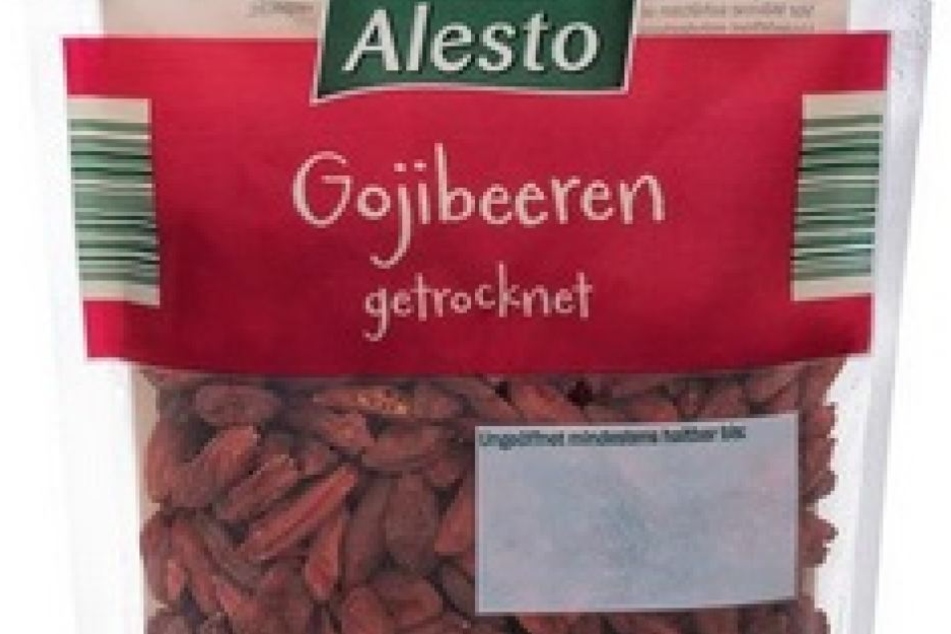 Alesto
Gojibeeren
getrocknet
Ungeöffnet mindestens haltbar bis: